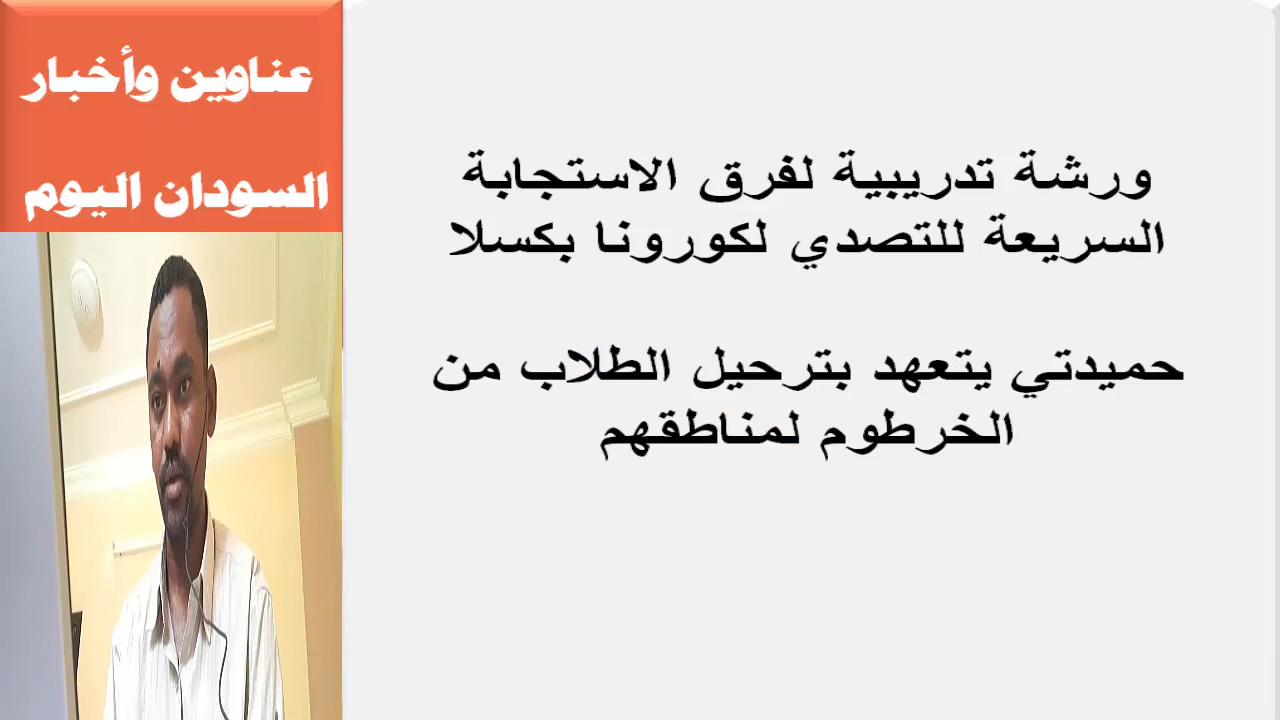 عناوين وأخبار
السودان اليوم
ورشة تدريبية لفرق الاستجابة
السريعة للتصدي لكورونا بكسلا
حميدتي يتعهد بترحيل الطلاب من
الخرطوم لمناطقهم